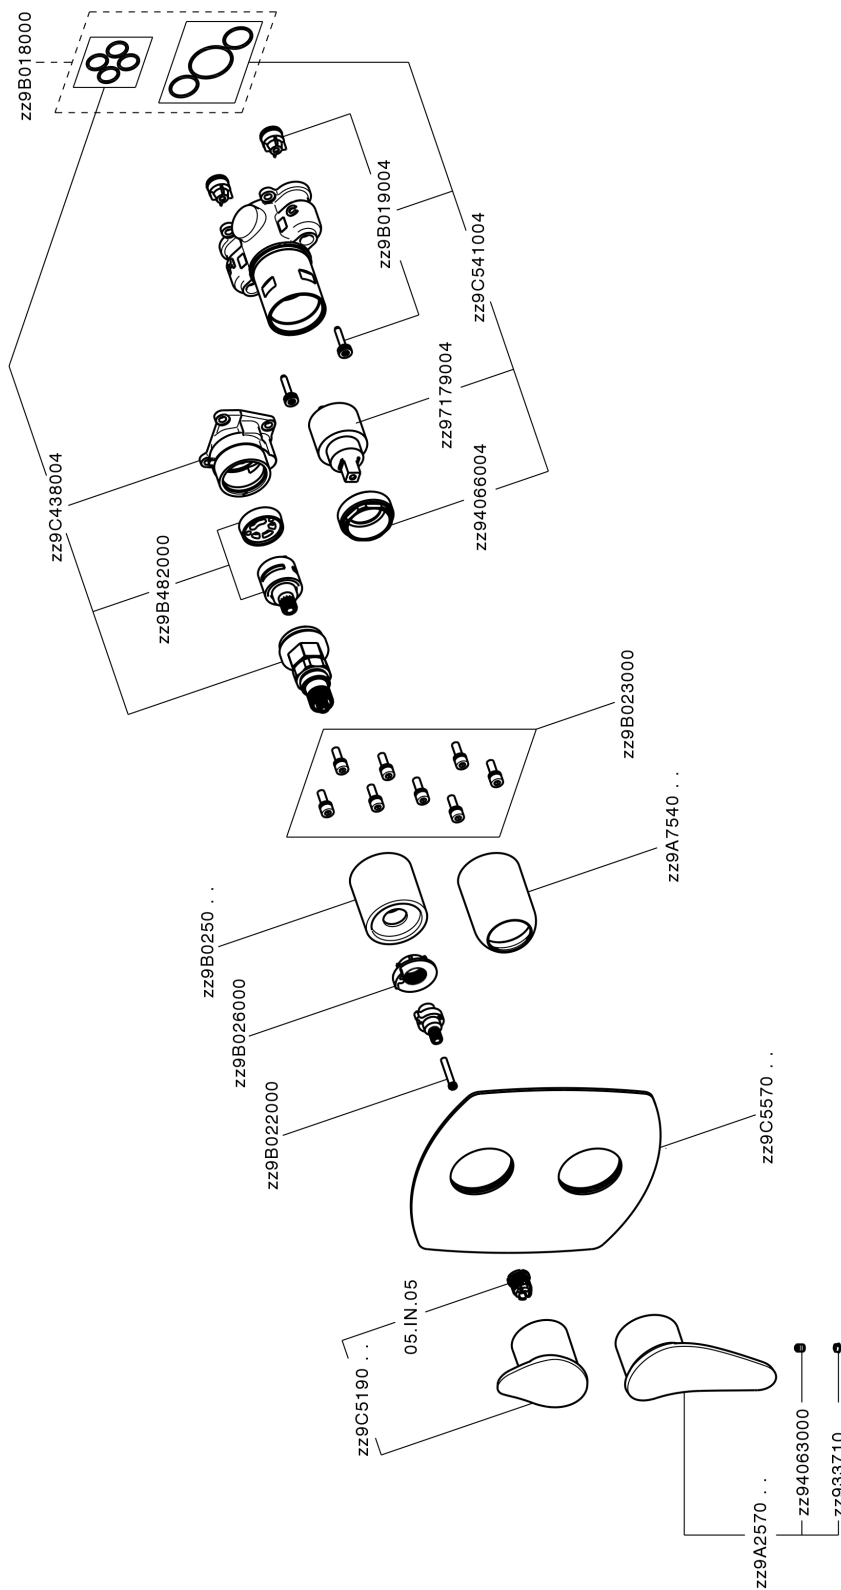 zz9B018000
zz9B019004
zz9C541004
zz97179004
zz94066004
zz9C438004
zz9B482000
zz9B023000
zz9A7540 . .
zz9B0250 . .
zz9B026000
zz9B022000
zz9C5570 . .
05.IN.05
zz9C5190 . .
zz94063000
zz933710
zz9A2570 . .